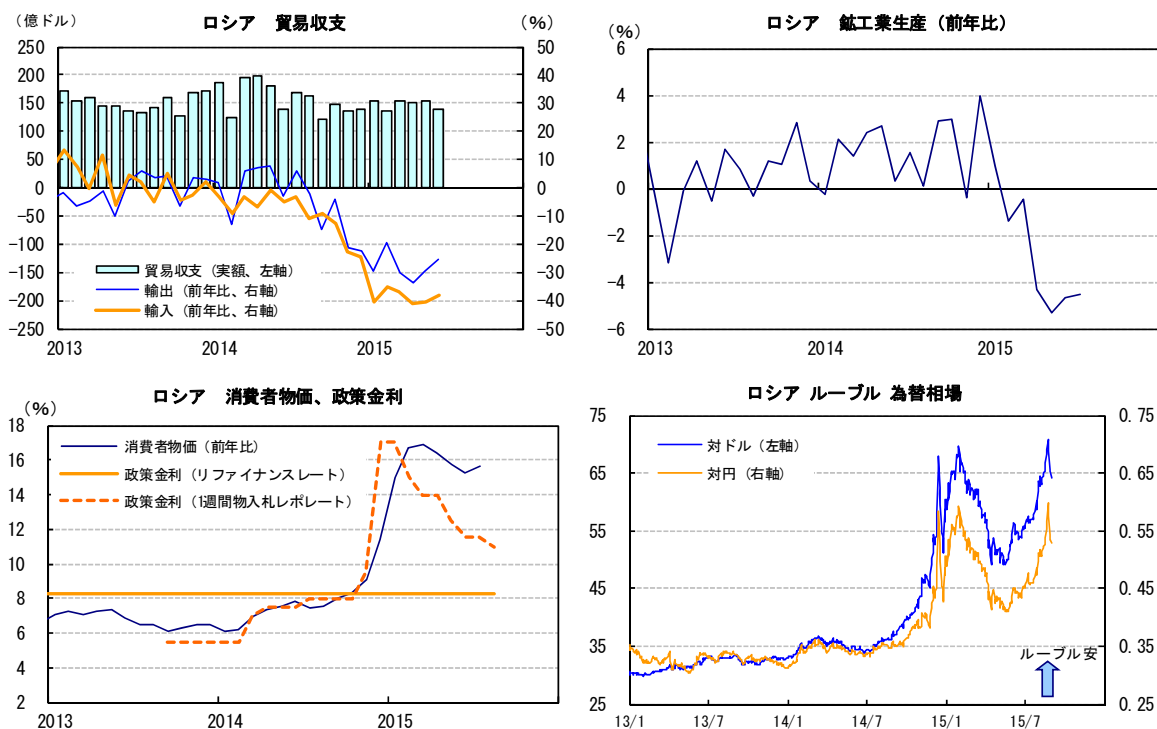 ロシア　貿易収支
（億ドル）
（％）
250
200
150
100
50
0
−50
−100
−150
−200
−250
50
40
30
20
10
0
−10
−20
−30
−40
−50
貿易収支（実額、左軸）
輸出（前年比、右軸）
輸入（前年比、右軸）
2013 2014 2015
ロシア　鉱工業生産（前年比）
（％）
6
4
2
0
−2
−4
−6
2013 2014 2015
ロシア　消費者物価、政策金利
（％）
18
16
14
12
10
8
6
4
2
消費者物価（前年比）
政策金利（リファイナンスレート）
政策金利（1週間物入札レポレート）
2013 2014 2015
ロシア ルーブル 為替相場
75
65
55
45
35
25
0.75
0.65
0.55
0.45
0.35
0.25
対ドル（左軸）
対円（右軸）
ルーブル安
13/1 13/7 14/1 14/7 15/1 15/7